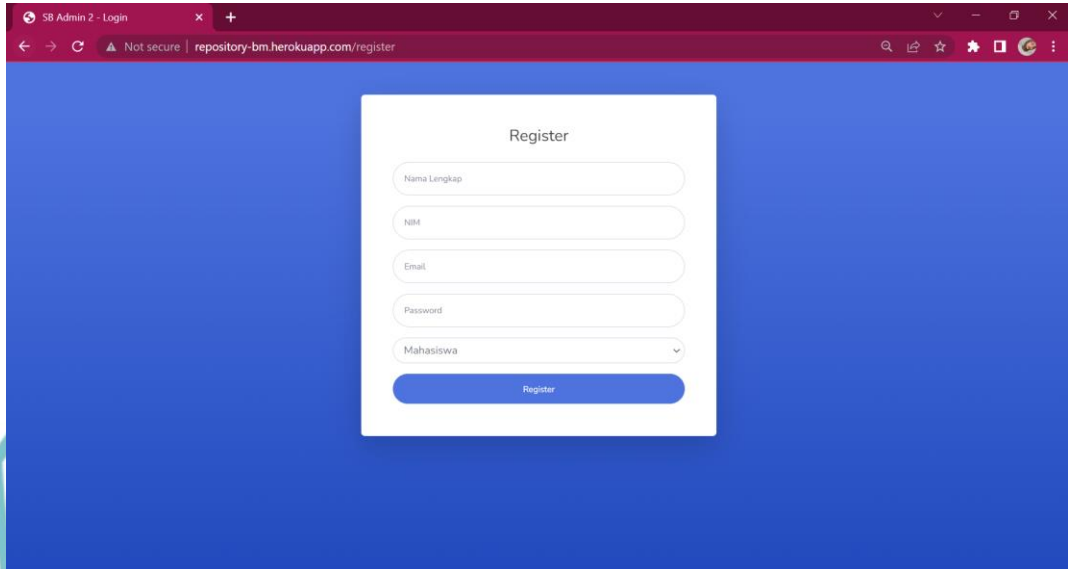 SB Admin 2 - Login
Not secure | repository-bm.herokuapp.com/register
Register
Nama Lengkap
NIM
Email
Password
Mahasiswa
Register